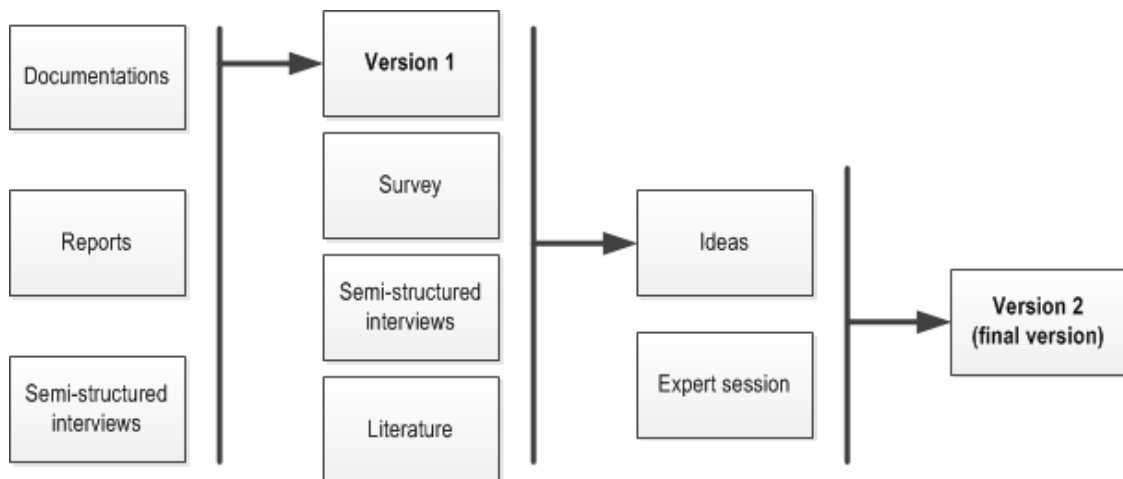 Documentations
Reports
Semi-structured
interviews
Version 1
Survey
Semi-structured
interviews
Literature
Ideas
Expert session
Version 2
(final version)